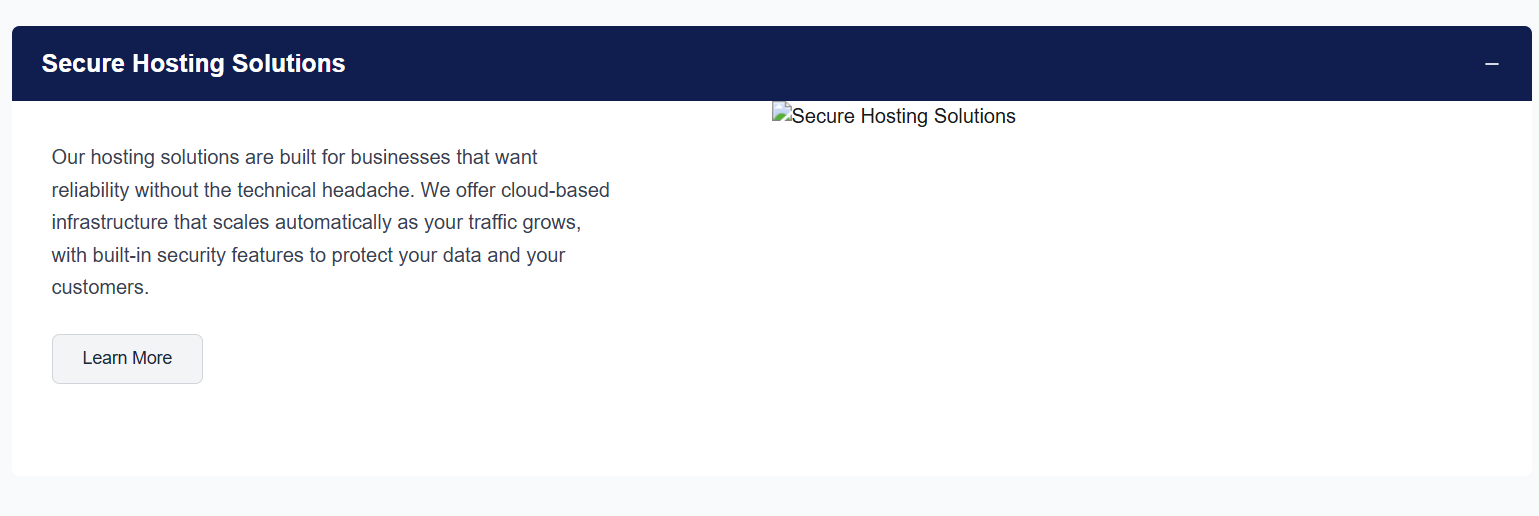 Secure Hosting Solutions
Our hosting solutions are built for businesses that want
reliability without the technical headache. We offer cloud-based
infrastructure that scales automatically as your traffic grows,
with built-in security features to protect your data and your
customers.
Learn More
Secure Hosting Solutions